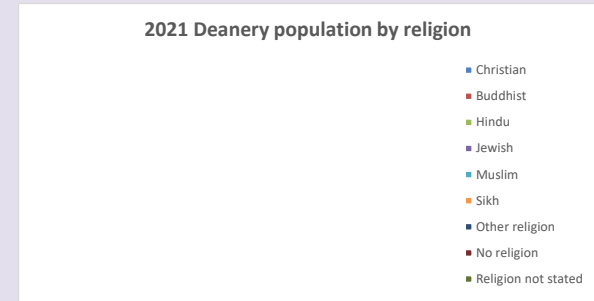 2021 Deanery population by religion
Christian
Buddhist
Hindu
Jewish
Muslim
Sikh
Other religion
No religion
Religion not stated